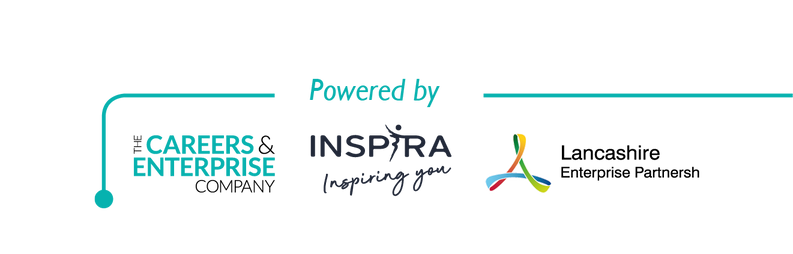 Powered by
THE
CAREERS &
ENTERPRISE
COMPANY
INSPIRA
Inspiring you
Lancashire
Enterprise Partnersh